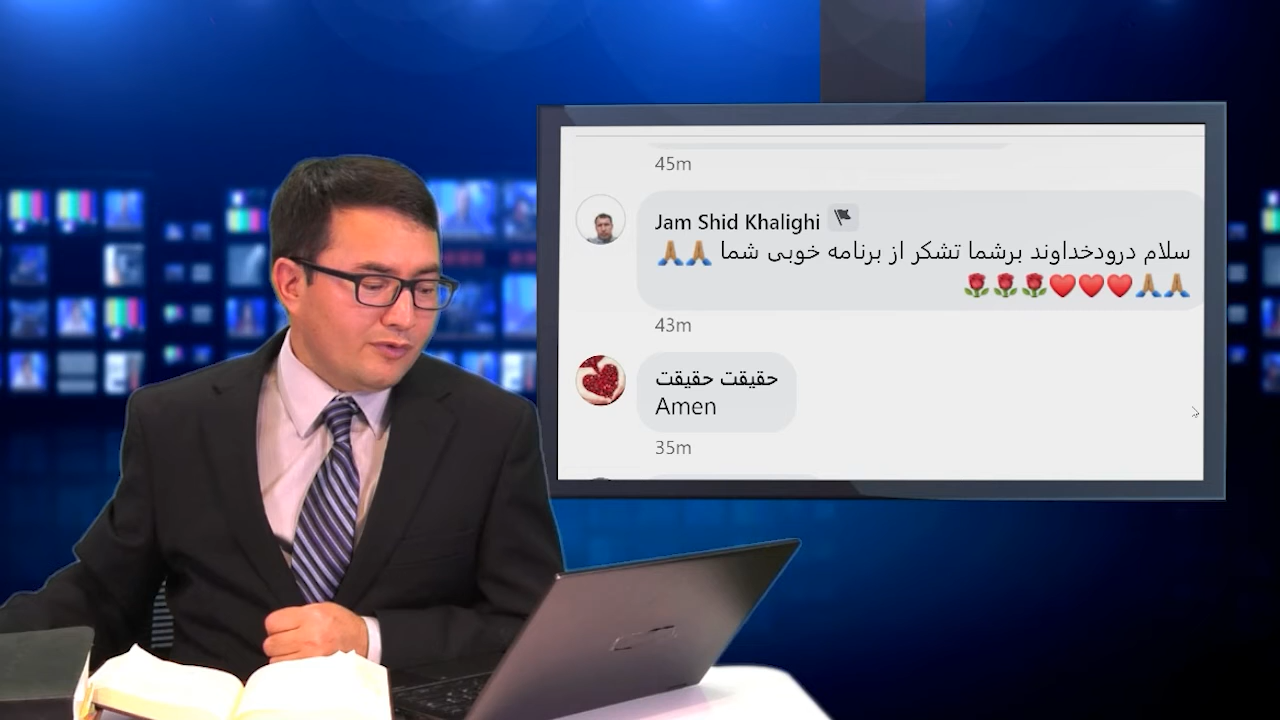 45m
Jam Shid Khalighi
سلام درودخداوند برشما تشکر از برنامه خوبی شما 🙏🏽🙏🏽
🙏🏽🙏🏽❤️❤️❤️🌹🌹🌹
43m
حقیقت حقیقت
Amen
35m